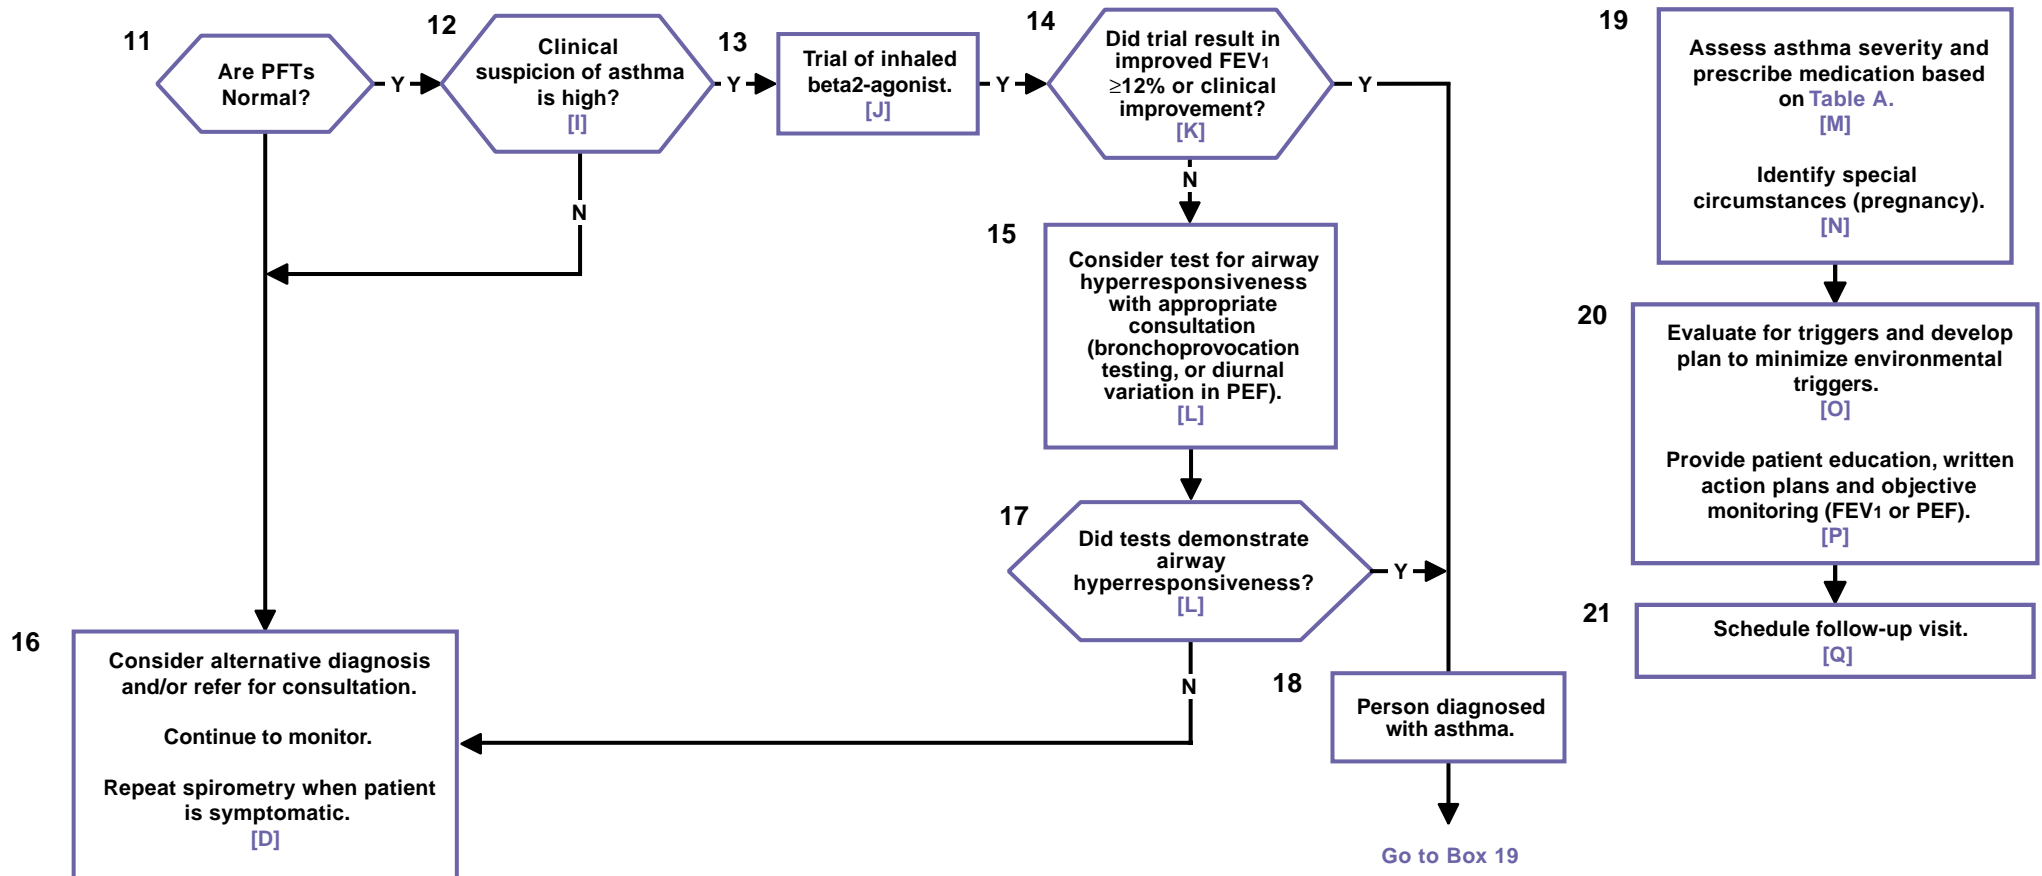 11
Are PFTs
Normal?
Y
12
Clinical
suspicion of asthma
is high?
[I]
Y
N
13
Trial of inhaled
beta2-agonist.
[J]
Y
14
Did trial result in
improved FEV1
≥12% or clinical
improvement?
[K]
Y
N
15
Consider test for airway
hyperresponsiveness
with appropriate
consultation
(bronchoprovocation
testing, or diurnal
variation in PEF).
[L]
17
Did tests demonstrate
airway
hyperresponsiveness?
[L]
Y
N
16
Consider alternative diagnosis
and/or refer for consultation.
Continue to monitor.
Repeat spirometry when patient
is symptomatic.
[D]
18
Person diagnosed
with asthma.
Go to Box 19
19
Assess asthma severity and
prescribe medication based
on Table A.
[M]
Identify special
circumstances (pregnancy).
[N]
20
Evaluate for triggers and develop
plan to minimize environmental
triggers.
[O]
Provide patient education, written
action plans and objective
monitoring (FEV1 or PEF).
[P]
21
Schedule follow-up visit.
[Q]